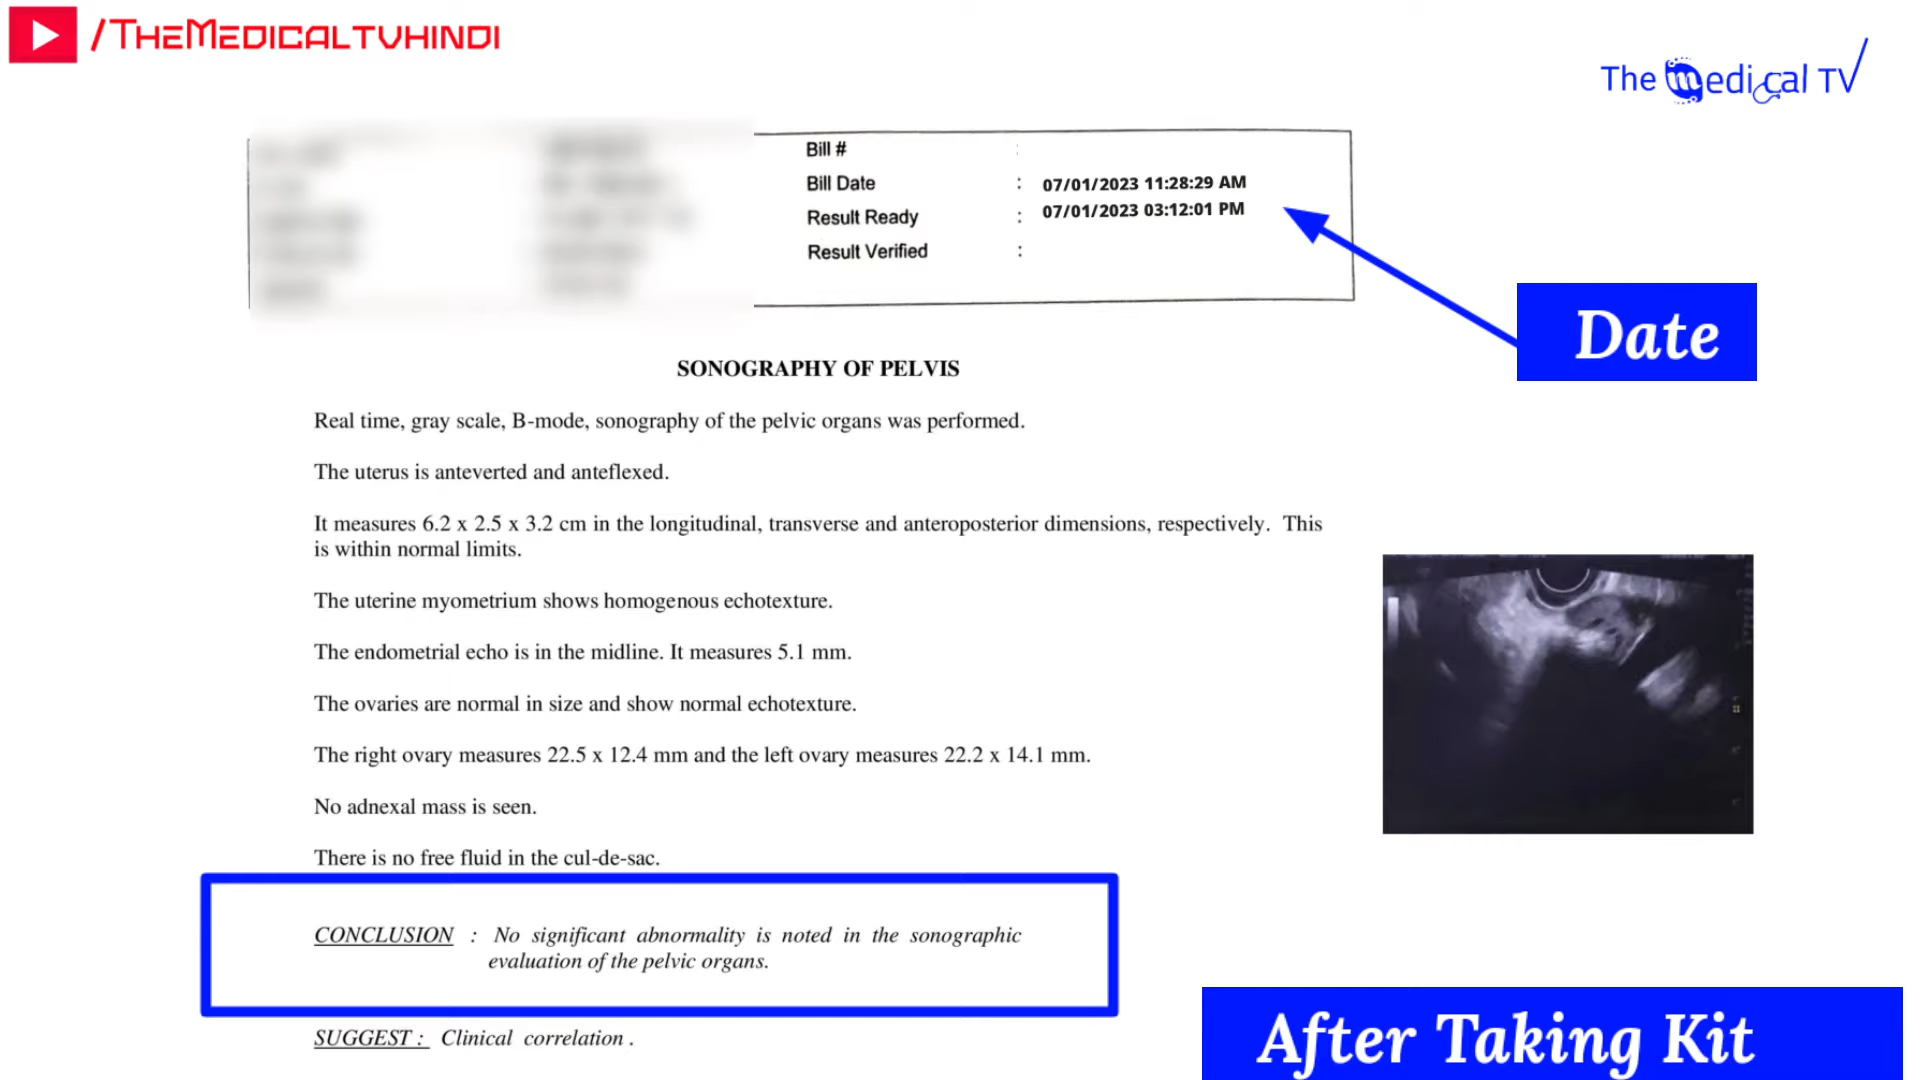 /THEMEDICALTVHINDI
The medical TV
Bill # :
Bill Date : 07/01/2023 11:28:29 AM
Result Ready : 07/01/2023 03:12:01 PM
Result Verified :
Date
SONOGRAPHY OF PELVIS
Real time, gray scale, B-mode, sonography of the pelvic organs was performed.
The uterus is anteverted and anteflexed.
It measures 6.2 x 2.5 x 3.2 cm in the longitudinal, transverse and anteroposterior dimensions, respectively. This
is within normal limits.
The uterine myometrium shows homogenous echotexture.
The endometrial echo is in the midline. It measures 5.1 mm.
The ovaries are normal in size and show normal echotexture.
The right ovary measures 22.5 x 12.4 mm and the left ovary measures 22.2 x 14.1 mm.
No adnexal mass is seen.
There is no free fluid in the cul-de-sac.
CONCLUSION : No significant abnormality is noted in the sonographic
evaluation of the pelvic organs.
SUGGEST : Clinical correlation .
After Taking Kit